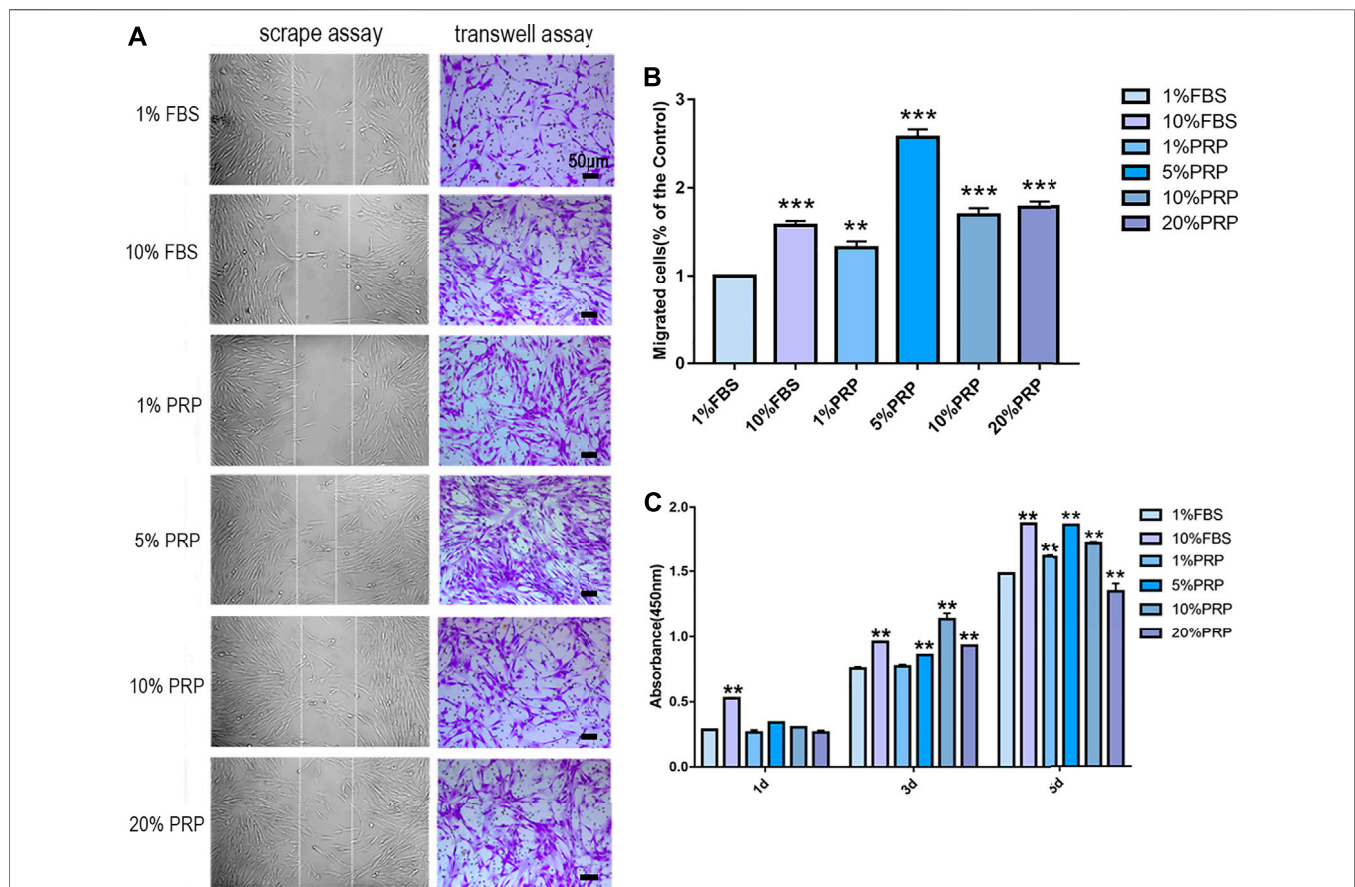 A
scrape assay
transwell assay
1% FBS
50μm
10% FBS
1% PRP
5% PRP
10% PRP
20% PRP
B
Migrated cells(% of the Control)
3
2
1
0
***
**
***
***
***
1%FBS
10%FBS
1%PRP
5%PRP
10%PRP
20%PRP
1%FBS
10%FBS
1%PRP
5%PRP
10%PRP
20%PRP
C
Absorbance(450nm)
2.0
1.5
1.0
0.5
0.0
**
**
**
**
**
**
**
**
**
**
1d
3d
5d
1%FBS
10%FBS
1%PRP
5%PRP
10%PRP
20%PRP